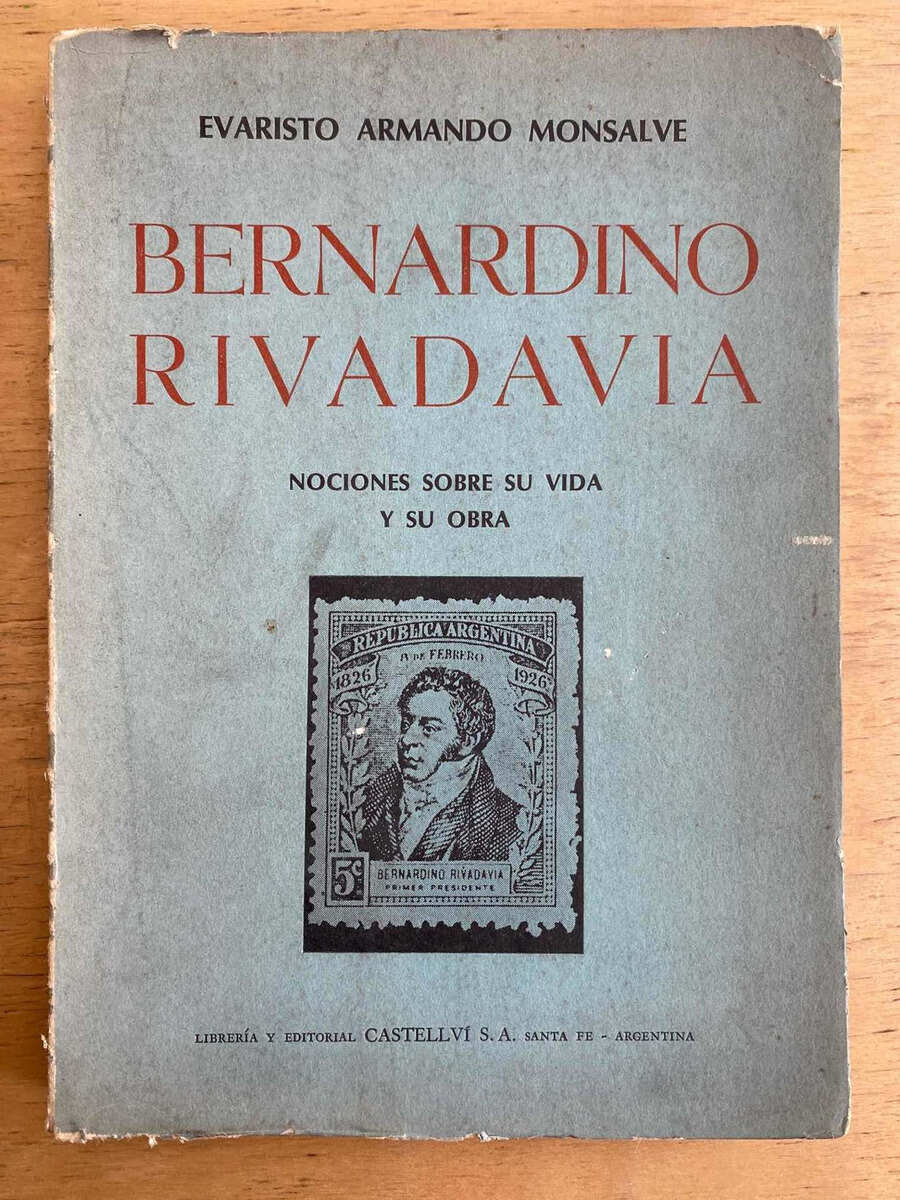 EVARISTO ARMANDO MONSALVE
BERNARDINO
RIVADAVIA
NOCIONES SOBRE SU VIDA
Y SU OBRA
REPUBLICA ARGENTINA
8 DE FEBRERO
1826 1926
5c
BERNARDINO RIVADAVIA
PRIMER PRESIDENTE
LIBRERÍA Y EDITORIAL CASTELLVÍ S. A. SANTA FE - ARGENTINA